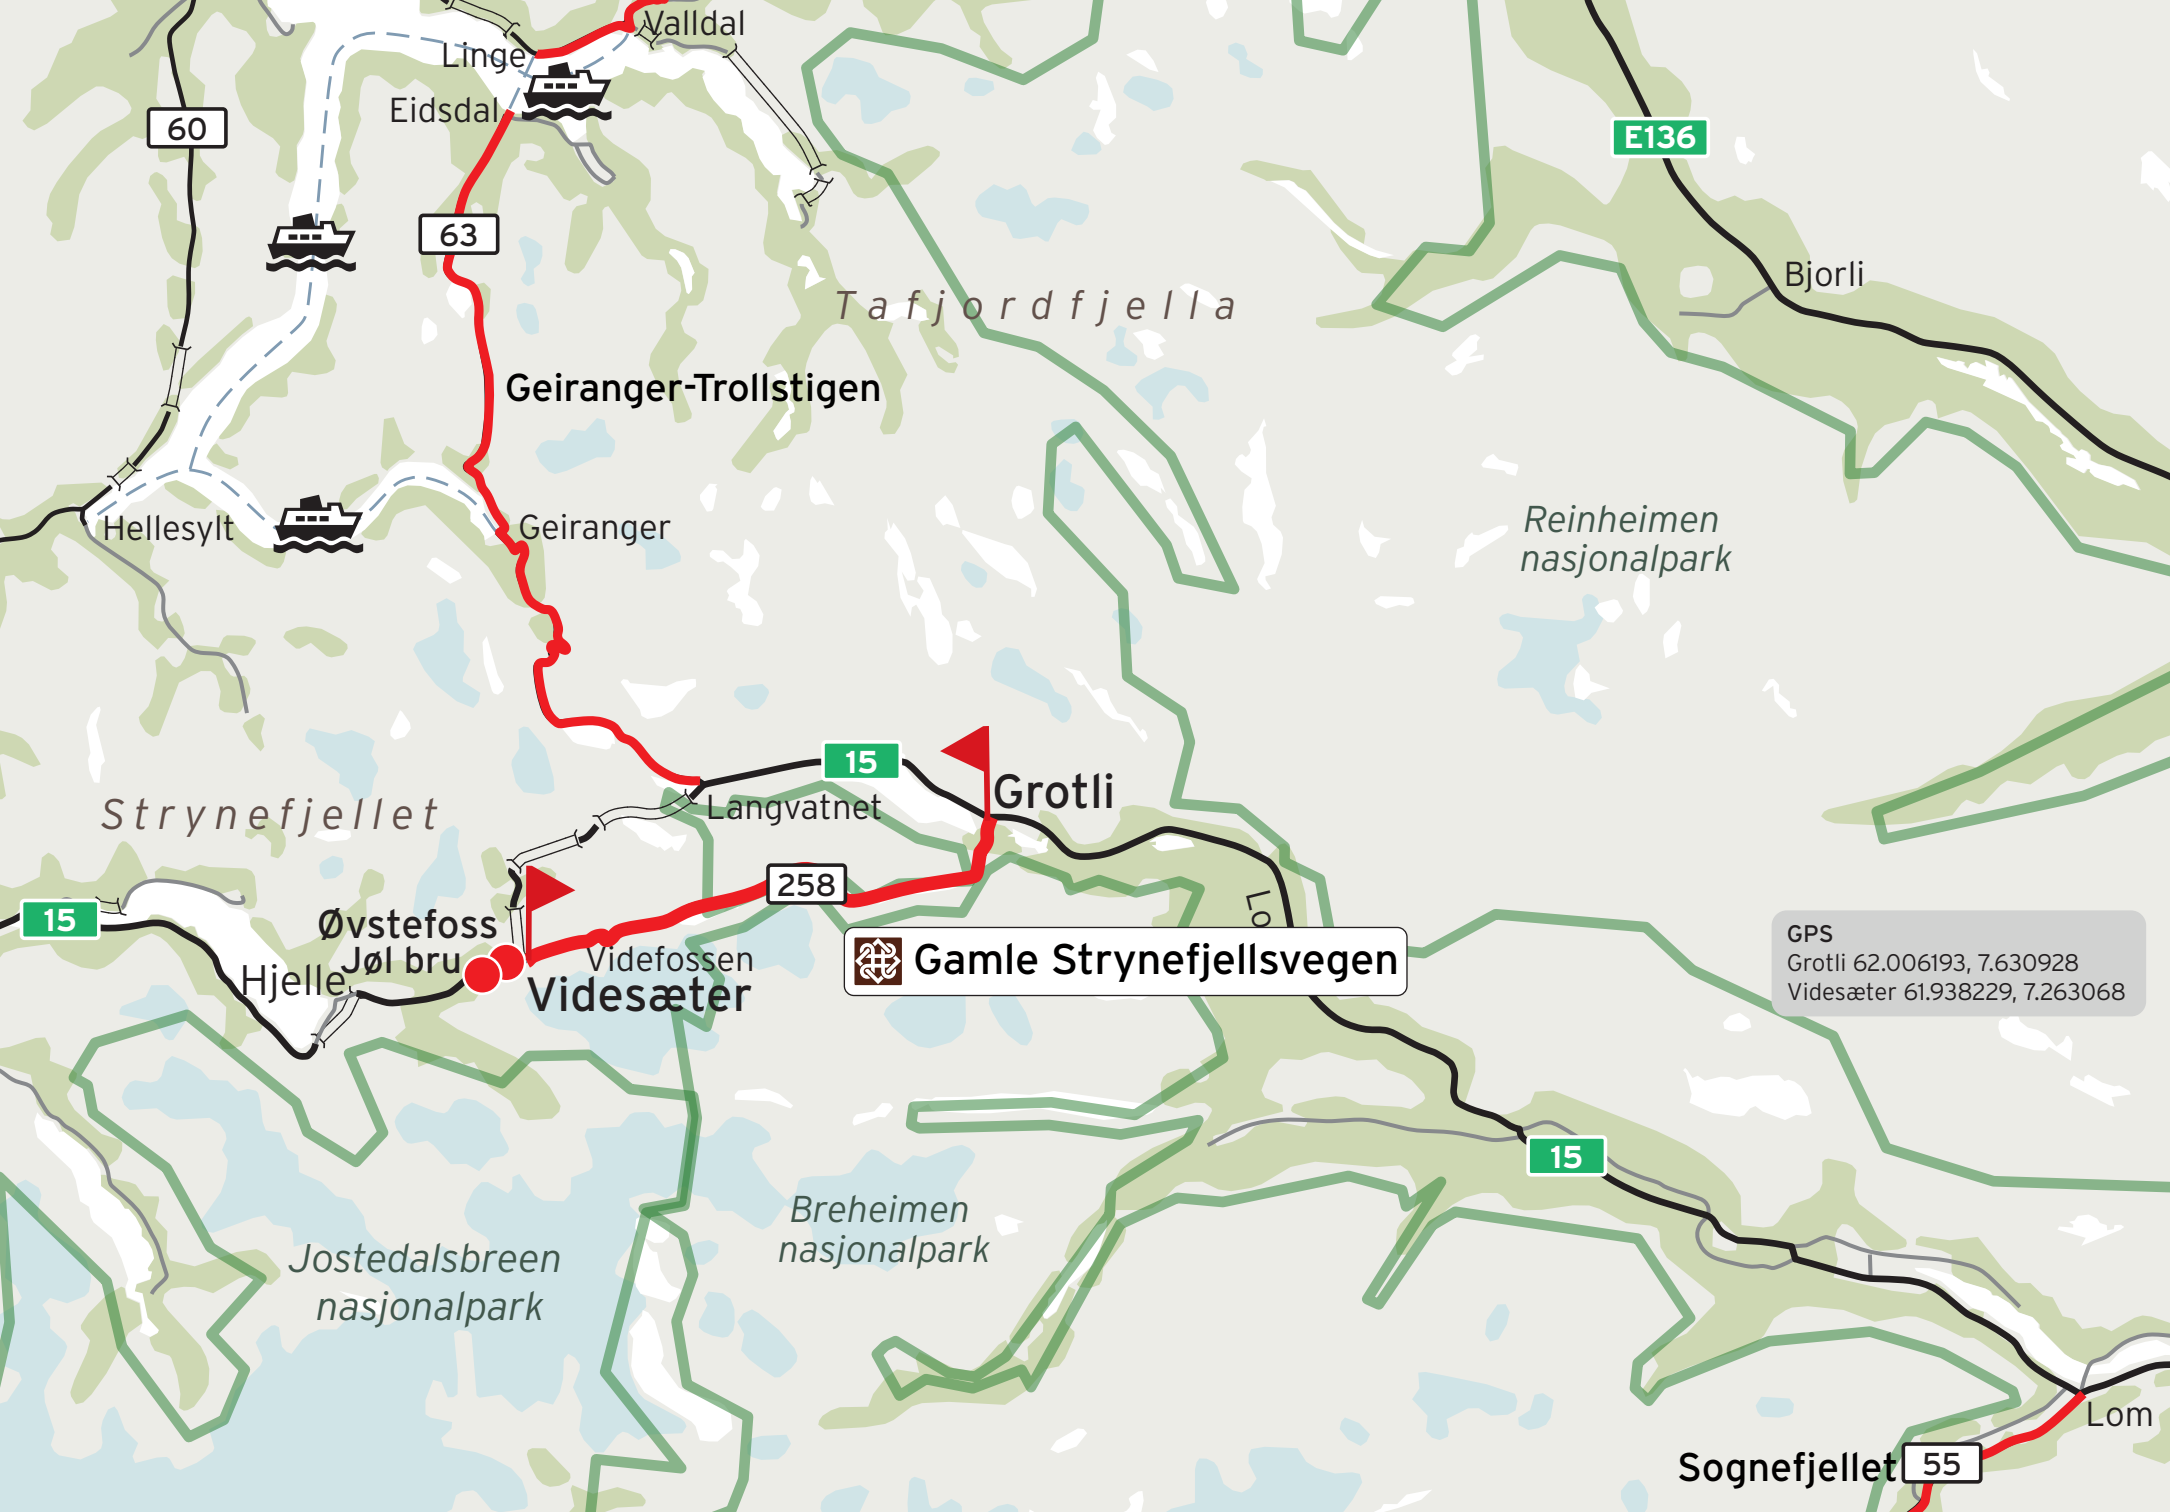 Valldal
Linge
Eidsdal
60
E136
63
Bjorli
Tafjordfjella
Geiranger-Trollstigen
Hellesylt
Geiranger
Reinheimen
nasjonalpark
15
Grotli
Langvatnet
Strynefjellet
258
15
Øvstefoss
Jøl bru
Hjelle
Videfossen
Videsæter
Lo
Gamle Strynefjellsvegen
GPS
Grotli 62.006193, 7.630928
Videsæter 61.938229, 7.263068
15
Breheimen
nasjonalpark
Jostedalsbreen
nasjonalpark
Lom
Sognefjellet
55